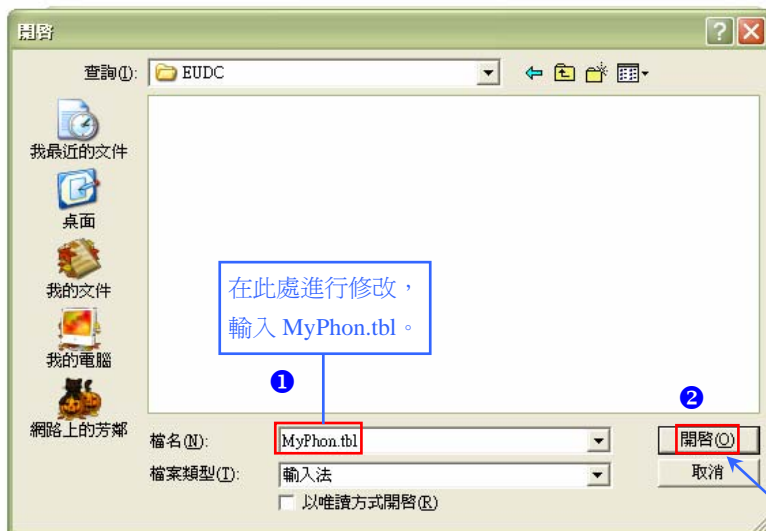 開啓
查詢(I):
EUDC
我最近的文件
桌面
我的文件
我的電腦
網路上的芳鄰
在此處進行修改，
輸入 MyPhon.tbl。
❶
❷
檔名(N):
MyPhon.tbl
開啓(O)
檔案類型(T):
輸入法
取消
以唯讀方式開啓(R)